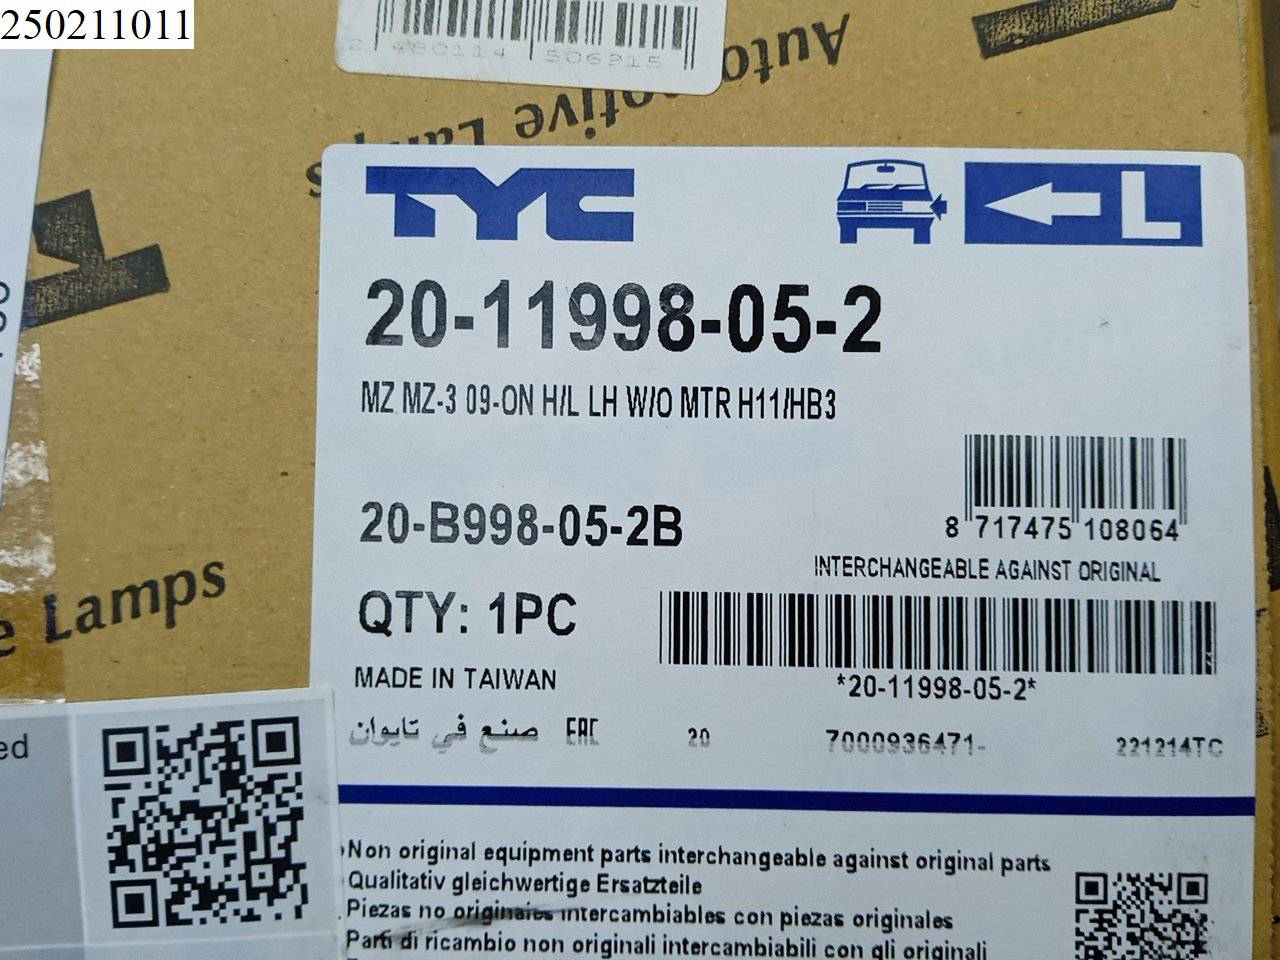 250211011
2 480114 506915
Automotive Lamps
TYC
L
20-11998-05-2
MZ MZ-3 09-ON H/L LH W/O MTR H11/HB3
20-B998-05-2B
8 717475 108064
INTERCHANGEABLE AGAINST ORIGINAL
QTY: 1PC
*20-11998-05-2*
MADE IN TAIWAN
صنع في تايوان EAC 20 7000936471- 221214TC
Lamps
ed
Non original equipment parts interchangeable against original parts
Qualitativ gleichwertige Ersatzteile
Piezas no originales intercambiables con piezas originales
Parti di ricambio non originali intercambiabili con gli originali